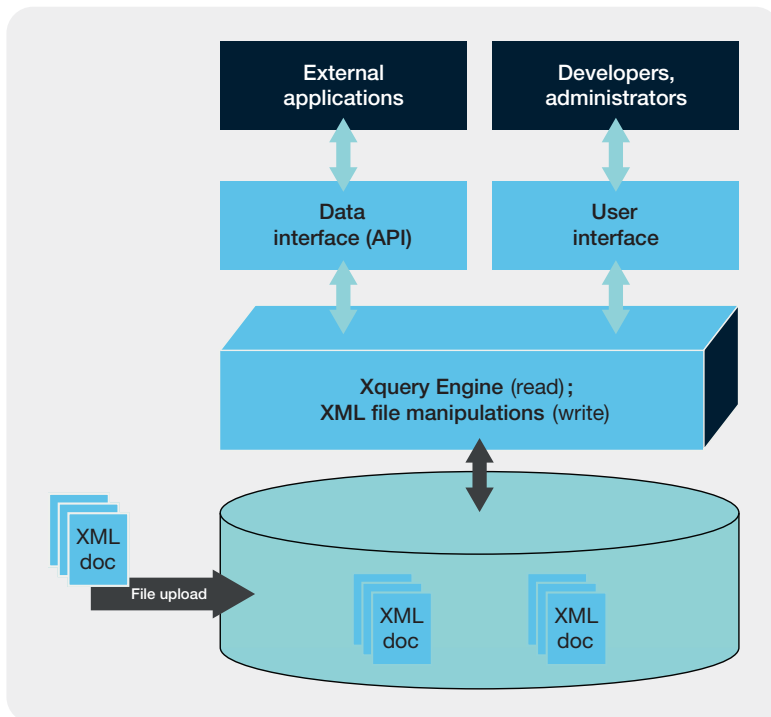 External
applications
Developers,
administrators
Data
interface (API)
User
interface
Xquery Engine (read);
XML file manipulations (write)
XML
doc
File upload
XML
doc
XML
doc